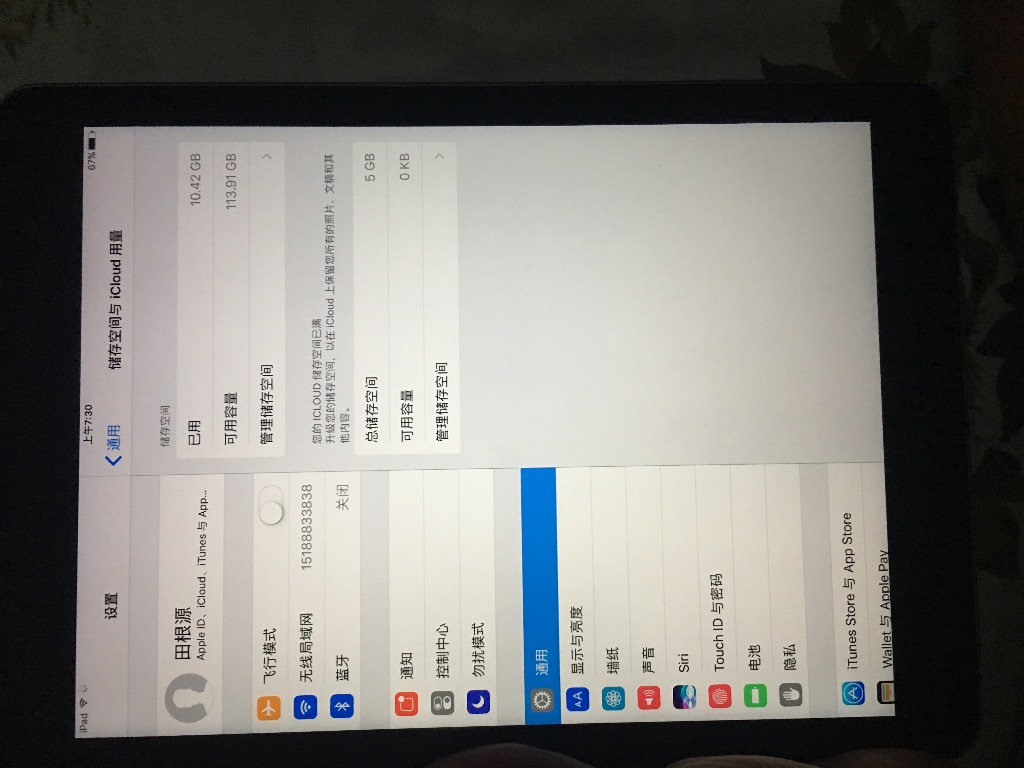 iPad
上午7:30
67%
设置
田根源
Apple ID、iCloud、iTunes 与 App...
飞行模式
无线局域网 15188833838
蓝牙 关闭
通知
控制中心
勿扰模式
通用
显示与亮度
墙纸
声音
Siri
Touch ID 与密码
电池
隐私
iTunes Store 与 App Store
Wallet 与 Apple Pay
通用
储存空间与 iCloud 用量
储存空间
已用 10.42 GB
可用容量 113.91 GB
管理储存空间
您的 ICLOUD 储存空间已满
升级您的储存空间，以在 iCloud 上保留您所有的照片、文稿和其
他内容。
总储存空间 5 GB
可用容量 0 KB
管理储存空间